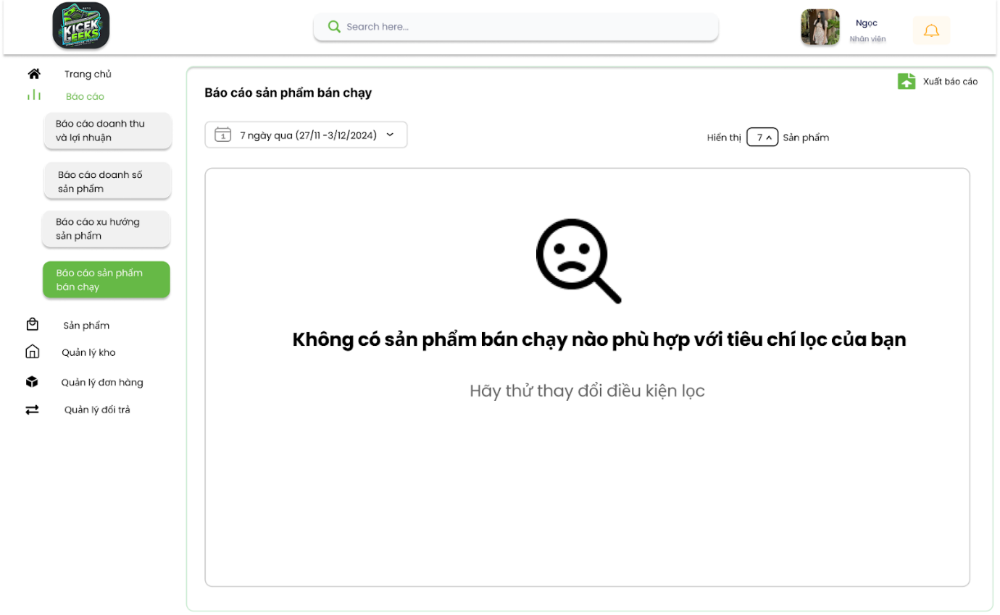 KICEK
GEEKS
Search here...
Ngọc
Nhân viên
Trang chủ
Báo cáo
Báo cáo doanh thu
và lợi nhuận
Báo cáo doanh số
sản phẩm
Báo cáo xu hướng
sản phẩm
Báo cáo sản phẩm
bán chạy
Sản phẩm
Quản lý kho
Quản lý đơn hàng
Quản lý đổi trả
Xuất báo cáo
Báo cáo sản phẩm bán chạy
1 7 ngày qua (27/11 -3/12/2024)
Hiển thị 7 Sản phẩm
Không có sản phẩm bán chạy nào phù hợp với tiêu chí lọc của bạn
Hãy thử thay đổi điều kiện lọc